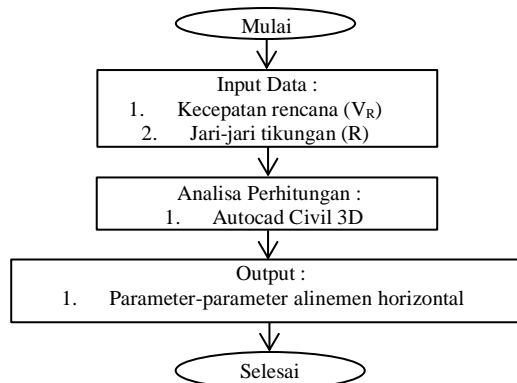 Mulai
Input Data :
1. Kecepatan rencana (VR)
2. Jari-jari tikungan (R)
Analisa Perhitungan :
1. Autocad Civil 3D
Output :
1. Parameter-parameter alinemen horizontal
Selesai